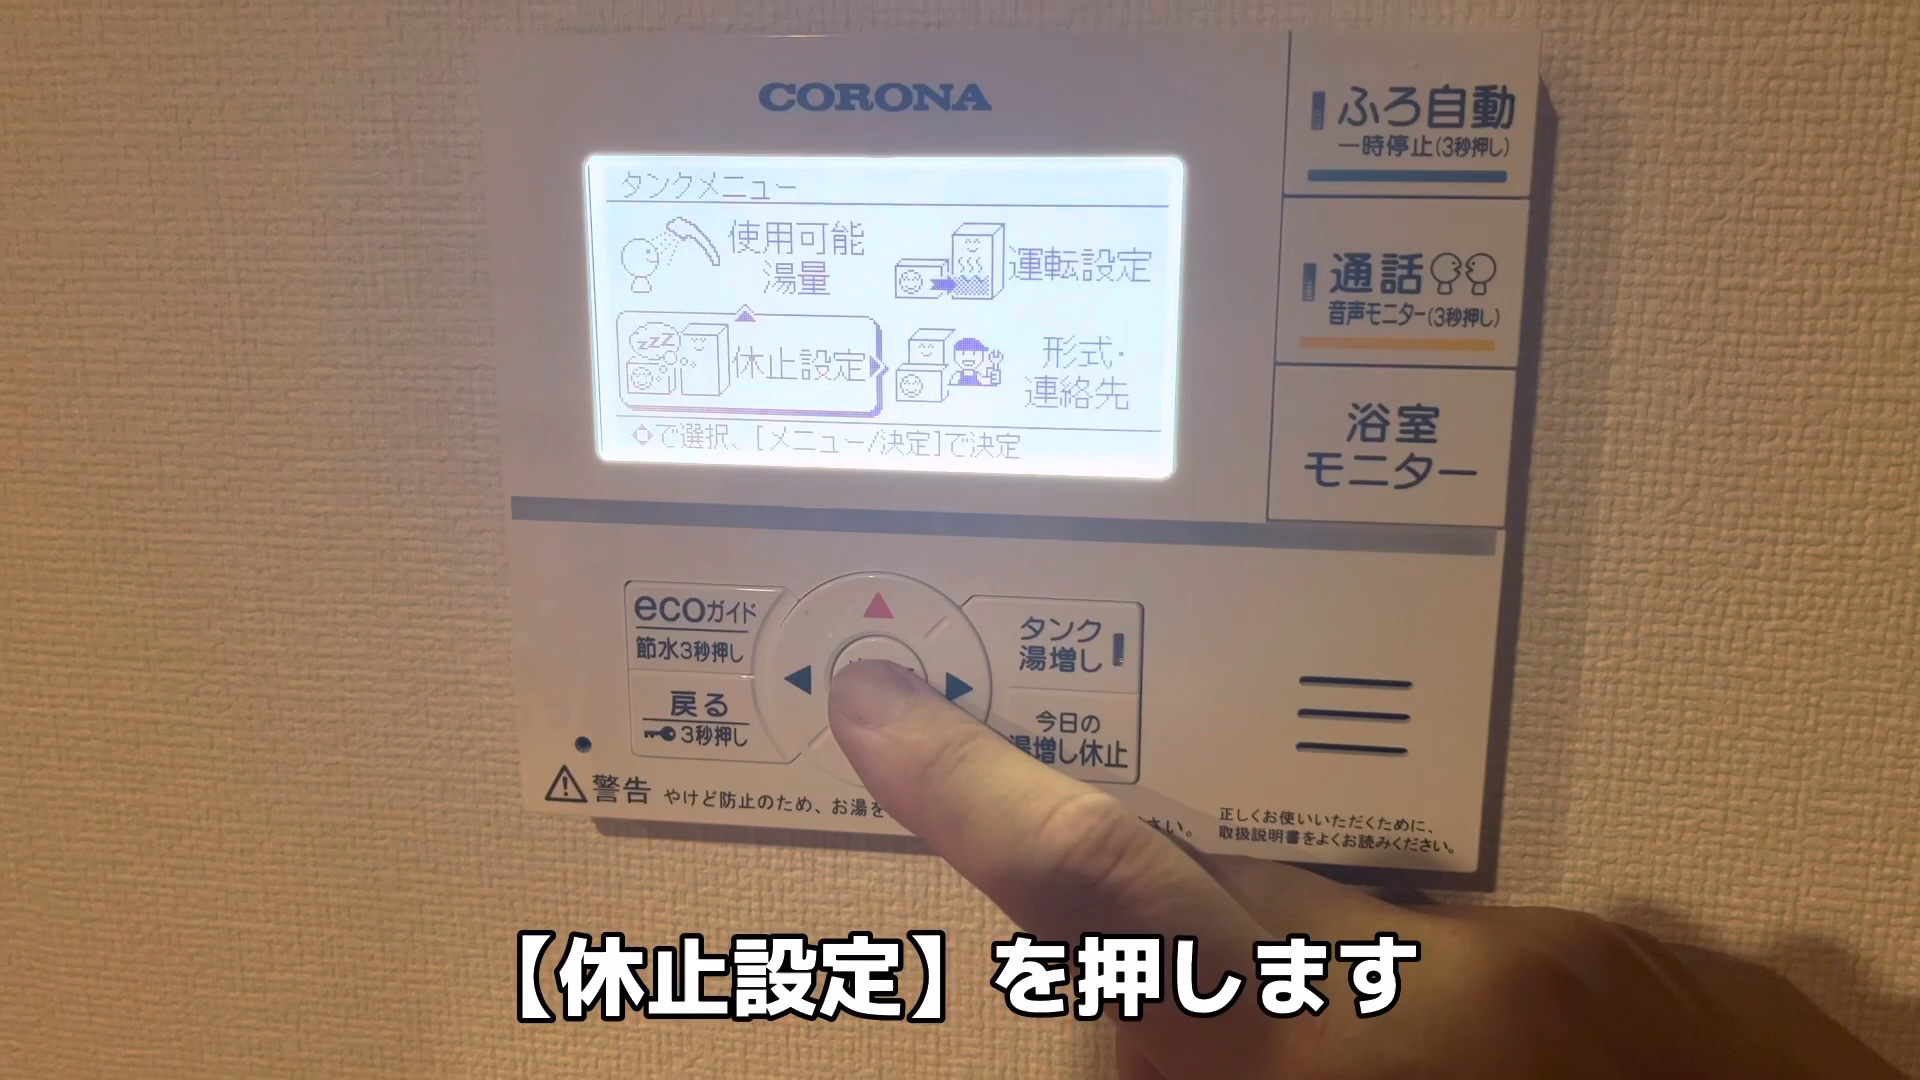 CORONA
タンクメニュー
使用可能
湯量
運転設定
zZZ
休止設定
形式・
連絡先
で選択、[メニュー/決定]で決定
ふろ自動
一時停止(3秒押し)
通話
音声モニター(3秒押し)
浴室
モニター
ecoガイド
節水3秒押し
戻る
3秒押し
タンク
湯増し
今日の
湯増し休止
警告 やけど防止のため、お湯を
さい。
正しくお使いいただくために、
取扱説明書をよくお読みください。
【休止設定】を押します